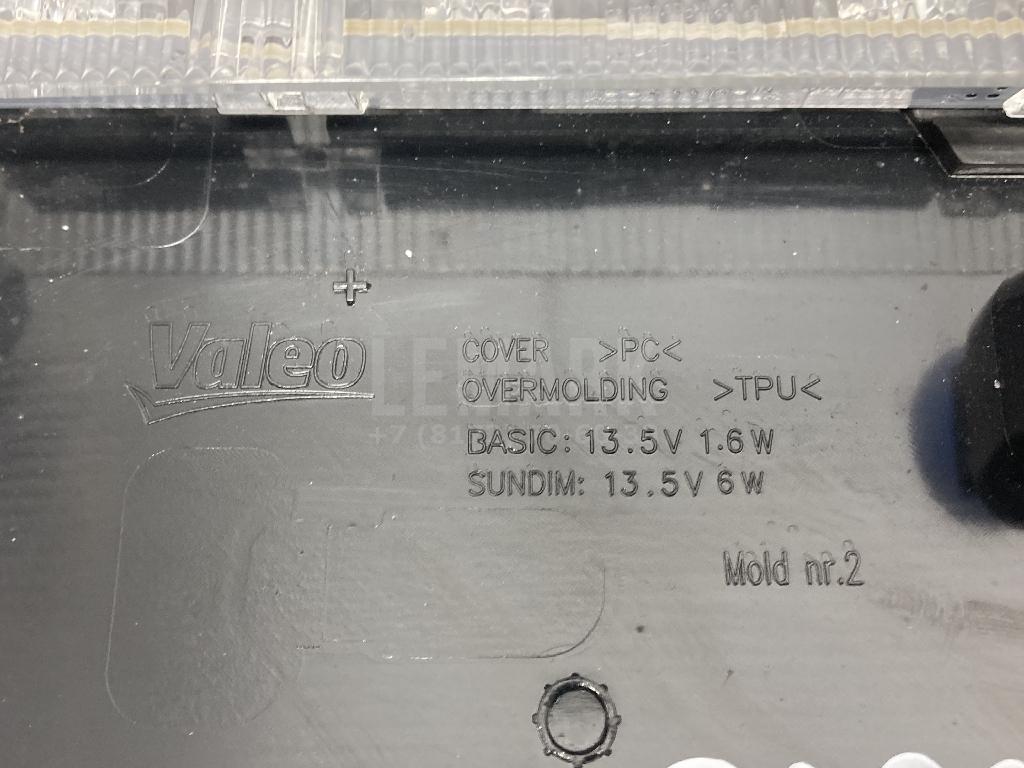 Valeo
COVER >PC<
OVERMOLDING >TPU<
BASIC: 13.5V 1.6W
SUNDIM: 13.5V 6W
Mold nr.2